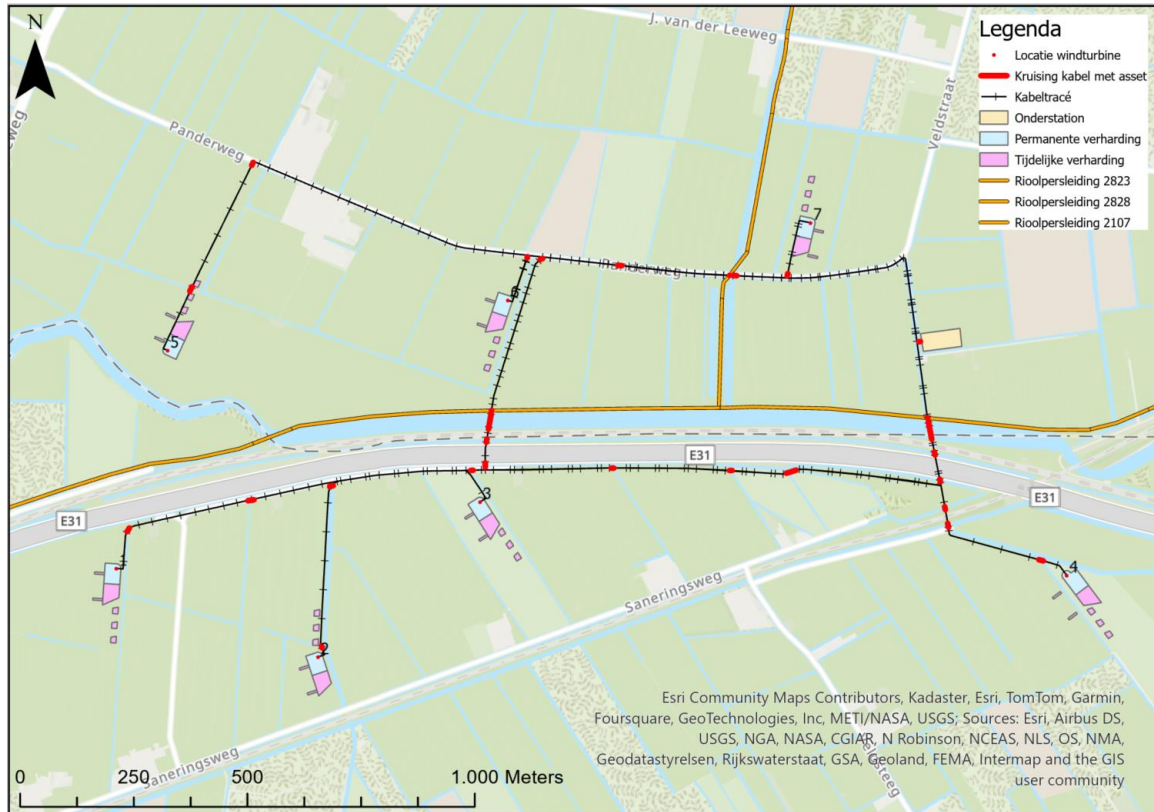 N
J. van der Leeweg
Legenda
Locatie windturbine
Kruising kabel met asset
Kabeltracé
Onderstation
Permanente verharding
Tijdelijke verharding
Rioolpersleiding 2823
Rioolpersleiding 2828
Rioolpersleiding 2107
eweg
Panderweg
Veldstraat
7
6
5
E31
3
E31
E31
1
4
Saneringsweg
2
Esri Community Maps Contributors, Kadaster, Esri, TomTom, Garmin,
Foursquare, GeoTechnologies, Inc, METI/NASA, USGS; Sources: Esri, Airbus DS,
USGS, NGA, NASA, CGIAR, N Robinson, NCEAS, NLS, OS, NMA,
Geodatastyrelsen, Rijkswaterstaat, GSA, Geoland, FEMA, Intermap and the GIS
user community
Saneringsweg
0 250 500 1.000 Meters